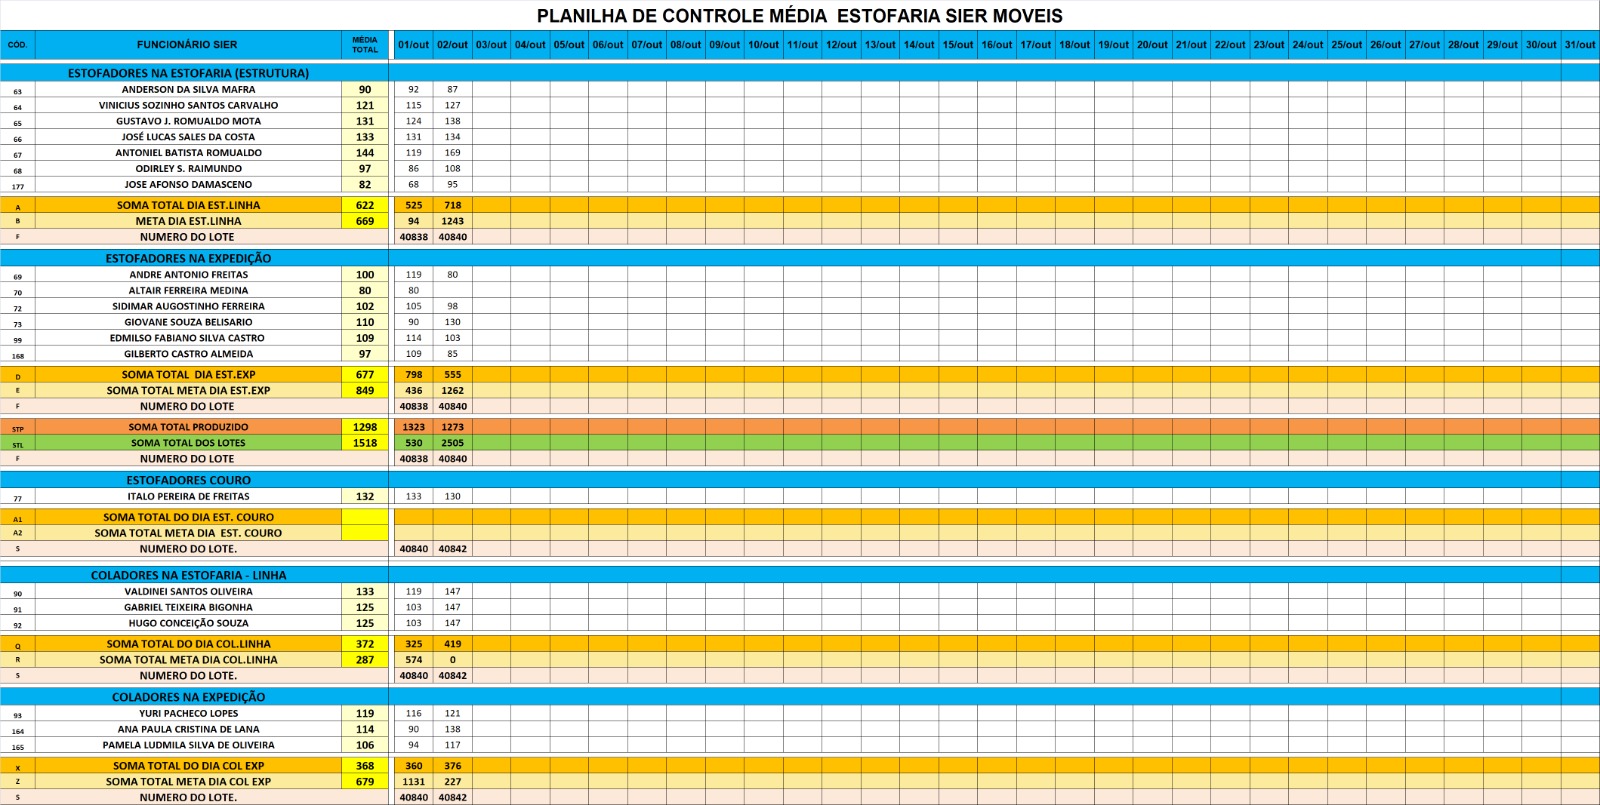 PLANILHA DE CONTROLE MÉDIA ESTOFARIA SIER MOVEIS
CÓD. FUNCIONÁRIO SIER MÉDIA TOTAL 01/out 02/out 03/out 04/out 05/out 06/out 07/out 08/out 09/out 10/out 11/out 12/out 13/out 14/out 15/out 16/out 17/out 18/out 19/out 20/out 21/out 22/out 23/out 24/out 25/out 26/out 27/out 28/out 29/out 30/out 31/out
ESTOFADORES NA ESTOFARIA (ESTRUTURA)
63 ANDERSON DA SILVA MAFRA 90 92 87
64 VINICIUS SOZINHO SANTOS CARVALHO 121 115 127
65 GUSTAVO J. ROMUALDO MOTA 131 124 138
66 JOSÉ LUCAS SALES DA COSTA 133 131 134
67 ANTONIEL BATISTA ROMUALDO 144 119 169
68 ODIRLEY S. RAIMUNDO 97 86 108
177 JOSE AFONSO DAMASCENO 82 68 95
A SOMA TOTAL DIA EST.LINHA 622 525 718
B META DIA EST.LINHA 669 94 1243
F NUMERO DO LOTE 40838 40840
ESTOFADORES NA EXPEDIÇÃO
69 ANDRE ANTONIO FREITAS 100 119 80
70 ALTAIR FERREIRA MEDINA 80 80
72 SIDIMAR AUGOSTINHO FERREIRA 102 105 98
73 GIOVANE SOUZA BELISARIO 110 90 130
99 EDMILSO FABIANO SILVA CASTRO 109 114 103
168 GILBERTO CASTRO ALMEIDA 97 109 85
D SOMA TOTAL DIA EST.EXP 677 798 555
E SOMA TOTAL META DIA EST.EXP 849 436 1262
F NUMERO DO LOTE 40838 40840
STP SOMA TOTAL PRODUZIDO 1298 1323 1273
STL SOMA TOTAL DOS LOTES 1518 530 2505
F NUMERO DO LOTE 40838 40840
ESTOFADORES COURO
77 ITALO PEREIRA DE FREITAS 132 133 130
A1 SOMA TOTAL DO DIA EST. COURO
A2 SOMA TOTAL META DIA EST. COURO
S NUMERO DO LOTE. 40840 40842
COLADORES NA ESTOFARIA - LINHA
90 VALDINEI SANTOS OLIVEIRA 133 119 147
91 GABRIEL TEIXEIRA BIGONHA 125 103 147
92 HUGO CONCEIÇÃO SOUZA 125 103 147
Q SOMA TOTAL DO DIA COL.LINHA 372 325 419
R SOMA TOTAL META DIA COL.LINHA 287 574 0
S NUMERO DO LOTE. 40840 40842
COLADORES NA EXPEDIÇÃO
93 YURI PACHECO LOPES 119 116 121
164 ANA PAULA CRISTINA DE LANA 114 90 138
165 PAMELA LUDMILA SILVA DE OLIVEIRA 106 94 117
X SOMA TOTAL DO DIA COL EXP 368 360 376
Z SOMA TOTAL META DIA COL EXP 679 1131 227
S NUMERO DO LOTE. 40840 40842